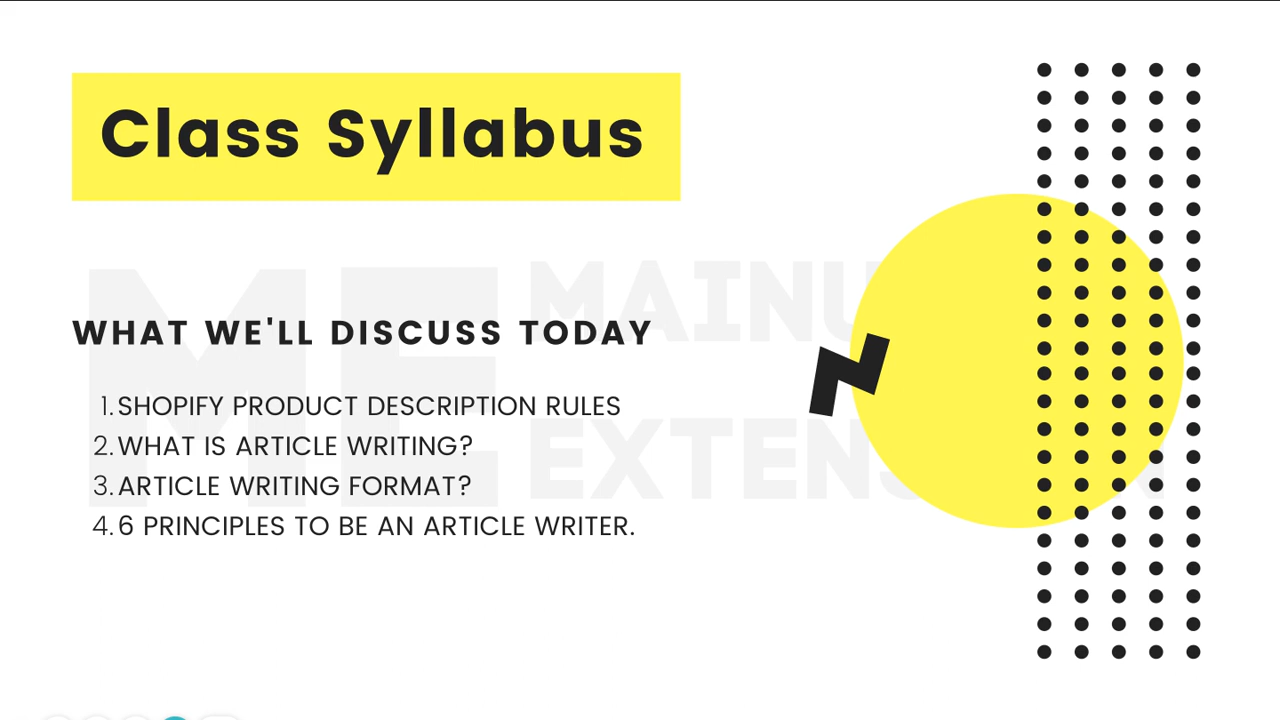 Class Syllabus
WHAT WE'LL DISCUSS TODAY
1. SHOPIFY PRODUCT DESCRIPTION RULES
2. WHAT IS ARTICLE WRITING?
3. ARTICLE WRITING FORMAT?
4. 6 PRINCIPLES TO BE AN ARTICLE WRITER.
ME